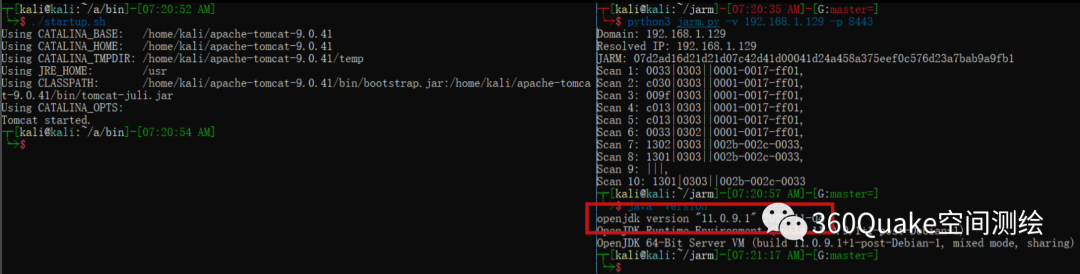 [kali@kali:~/a/bin]-[07:20:52 AM]
$ ./startup.sh
Using CATALINA_BASE: /home/kali/apache-tomcat-9.0.41
Using CATALINA_HOME: /home/kali/apache-tomcat-9.0.41
Using CATALINA_TMPDIR: /home/kali/apache-tomcat-9.0.41/temp
Using JRE_HOME: /usr
Using CLASSPATH: /home/kali/apache-tomcat-9.0.41/bin/bootstrap.jar:/home/kali/apache-tomca
t-9.0.41/bin/tomcat-juli.jar
Using CATALINA_OPTS:
Tomcat started.
[kali@kali:~/a/bin]-[07:20:54 AM]
$
[kali@kali:~/jarm]-[07:20:35 AM]-[G:master=]
$ python3 jarm.py -v 192.168.1.129 -p 8443
Domain: 192.168.1.129
Resolved IP: 192.168.1.129
JARM: 07d2ad16d21d21d07c42d41d00041d24a458a375eef0c576d23a7bab9a9fb1
Scan 1: 0033|0303||0001-0017-ff01,
Scan 2: c030|0303||0001-0017-ff01,
Scan 3: 009f|0303||0001-0017-ff01,
Scan 4: c013|0303||0001-0017-ff01,
Scan 5: c013|0303||0001-0017-ff01,
Scan 6: 0033|0302||0001-0017-ff01,
Scan 7: 1302|0303||002b-002c-0033,
Scan 8: 1301|0303||002b-002c-0033,
Scan 9: |||,
Scan 10: 1301|0303||002b-002c-0033
[kali@kali:~/jarm]-[07:20:57 AM]-[G:master=]
$ java -version
openjdk version "11.0.9.1"
OpenJDK Runtime Environment
OpenJDK 64-Bit Server VM (build 11.0.9.1+1-post-Debian-1, mixed mode, sharing)
[kali@kali:~/jarm]-[07:21:17 AM]-[G:master=]
$
360Quake空间测绘